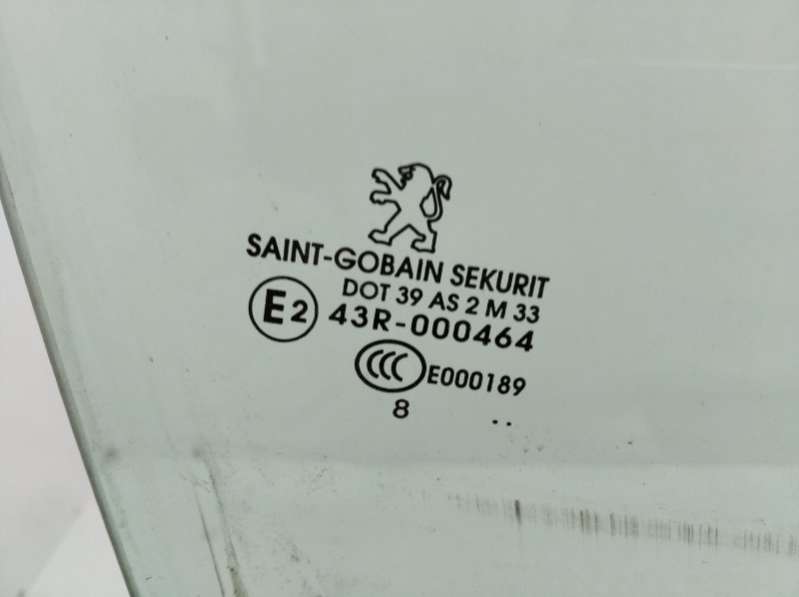 SAINT-GOBAIN SEKURIT
DOT 39 AS 2 M 33
E2 43R-000464
CCC E000189
8 ..